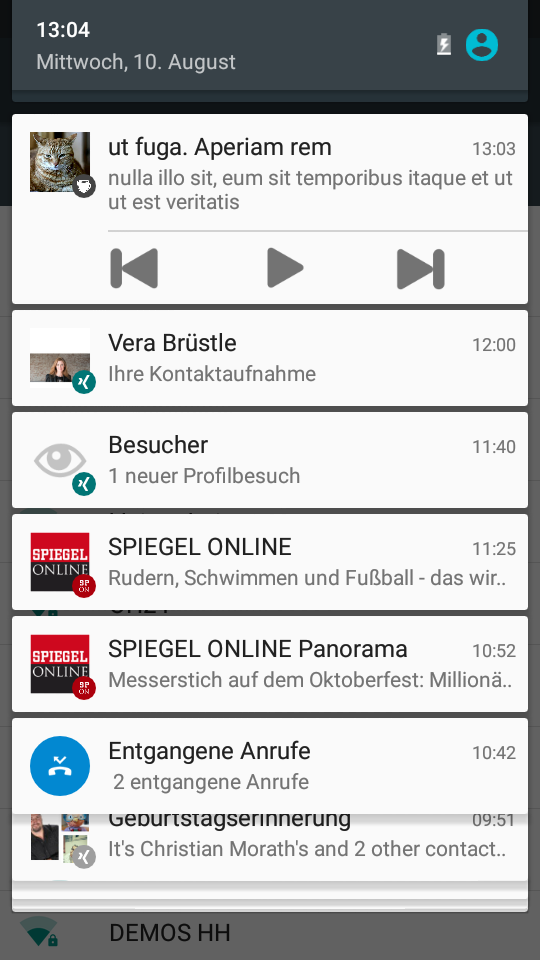 13:04
Mittwoch, 10. August
ut fuga. Aperiam rem 13:03
nulla illo sit, eum sit temporibus itaque et ut
ut est veritatis
Vera Brüstle 12:00
Ihre Kontaktaufnahme
Besucher 11:40
1 neuer Profilbesuch
SPIEGEL ONLINE
SPIEGEL ONLINE 11:25
Rudern, Schwimmen und Fußball - das wir..
SP ON
SPIEGEL ONLINE
SPIEGEL ONLINE Panorama 10:52
Messerstich auf dem Oktoberfest: Millionä..
SP ON
Entgangene Anrufe 10:42
2 entgangene Anrufe
Geburtstagserinnerung 09:51
It's Christian Morath's and 2 other contact..
DEMOS HH